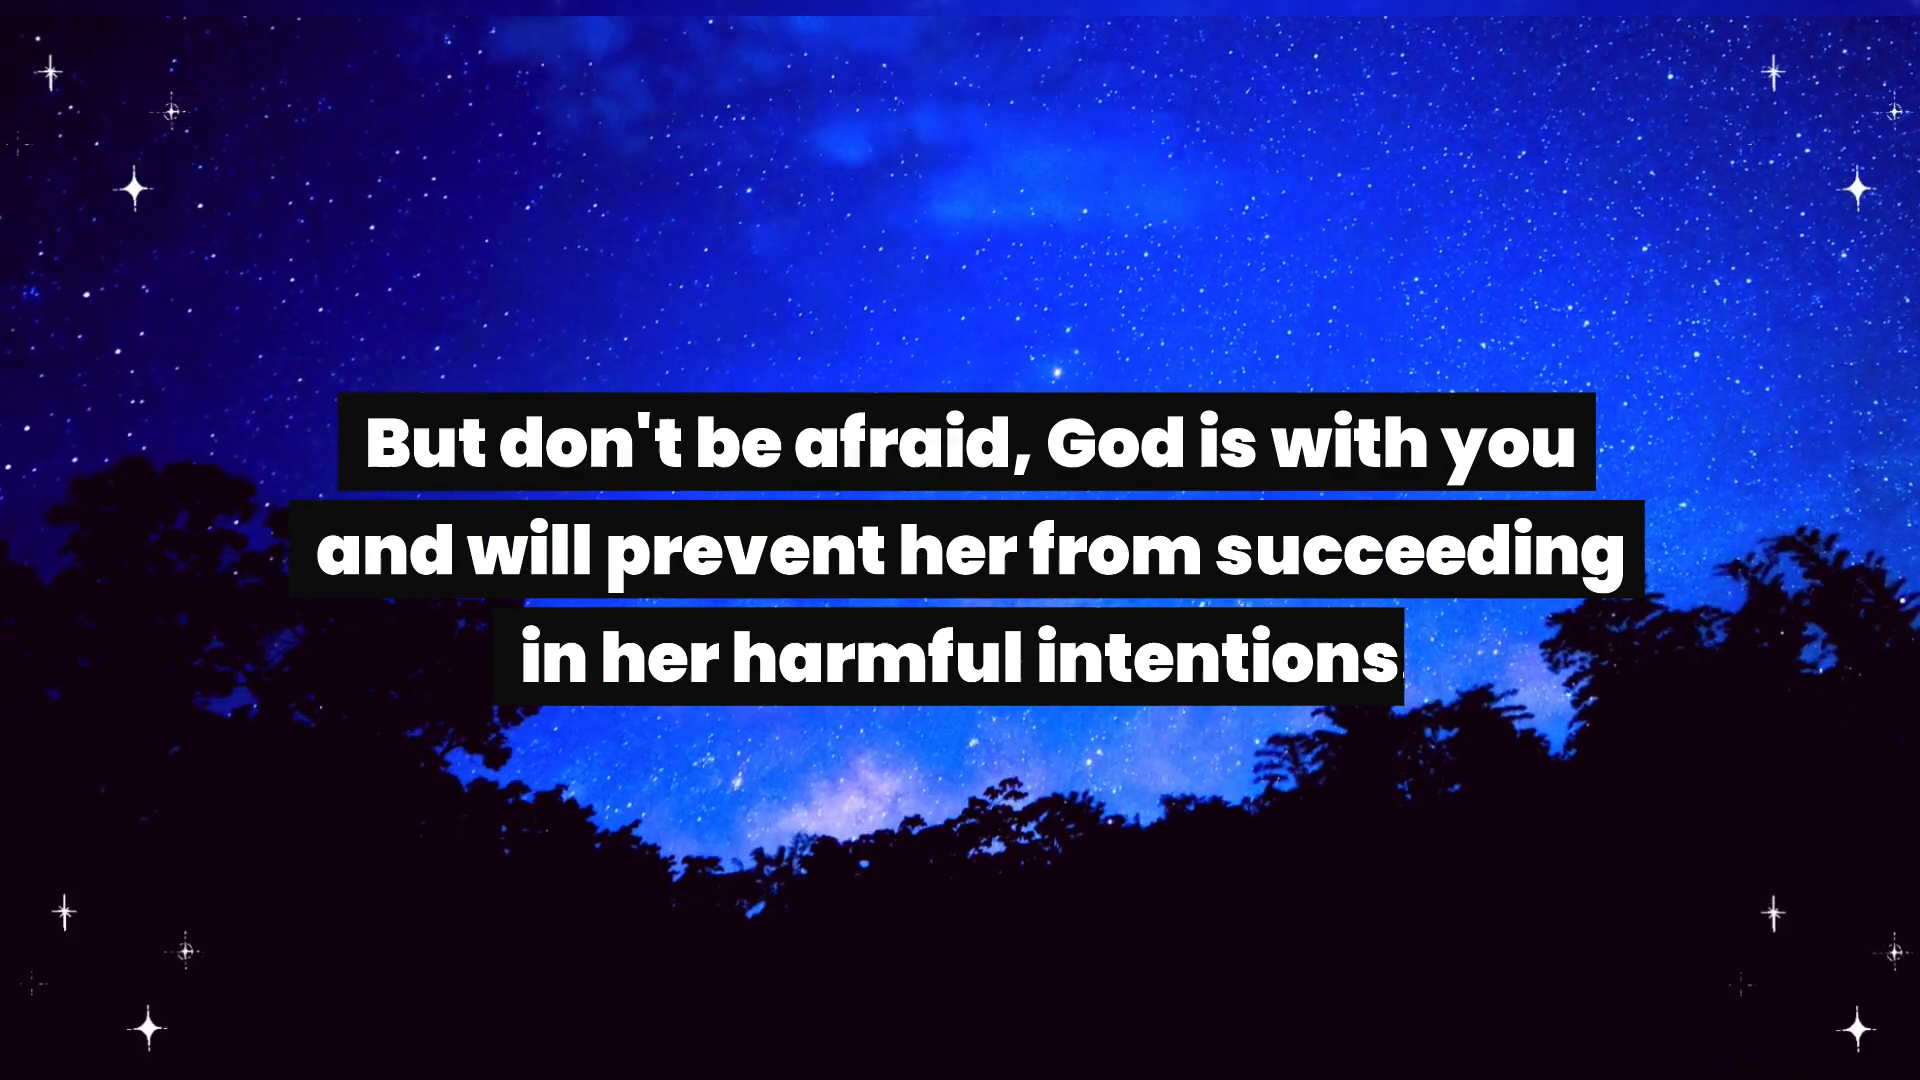 But don't be afraid, God is with you
and will prevent her from succeeding
in her harmful intentions.